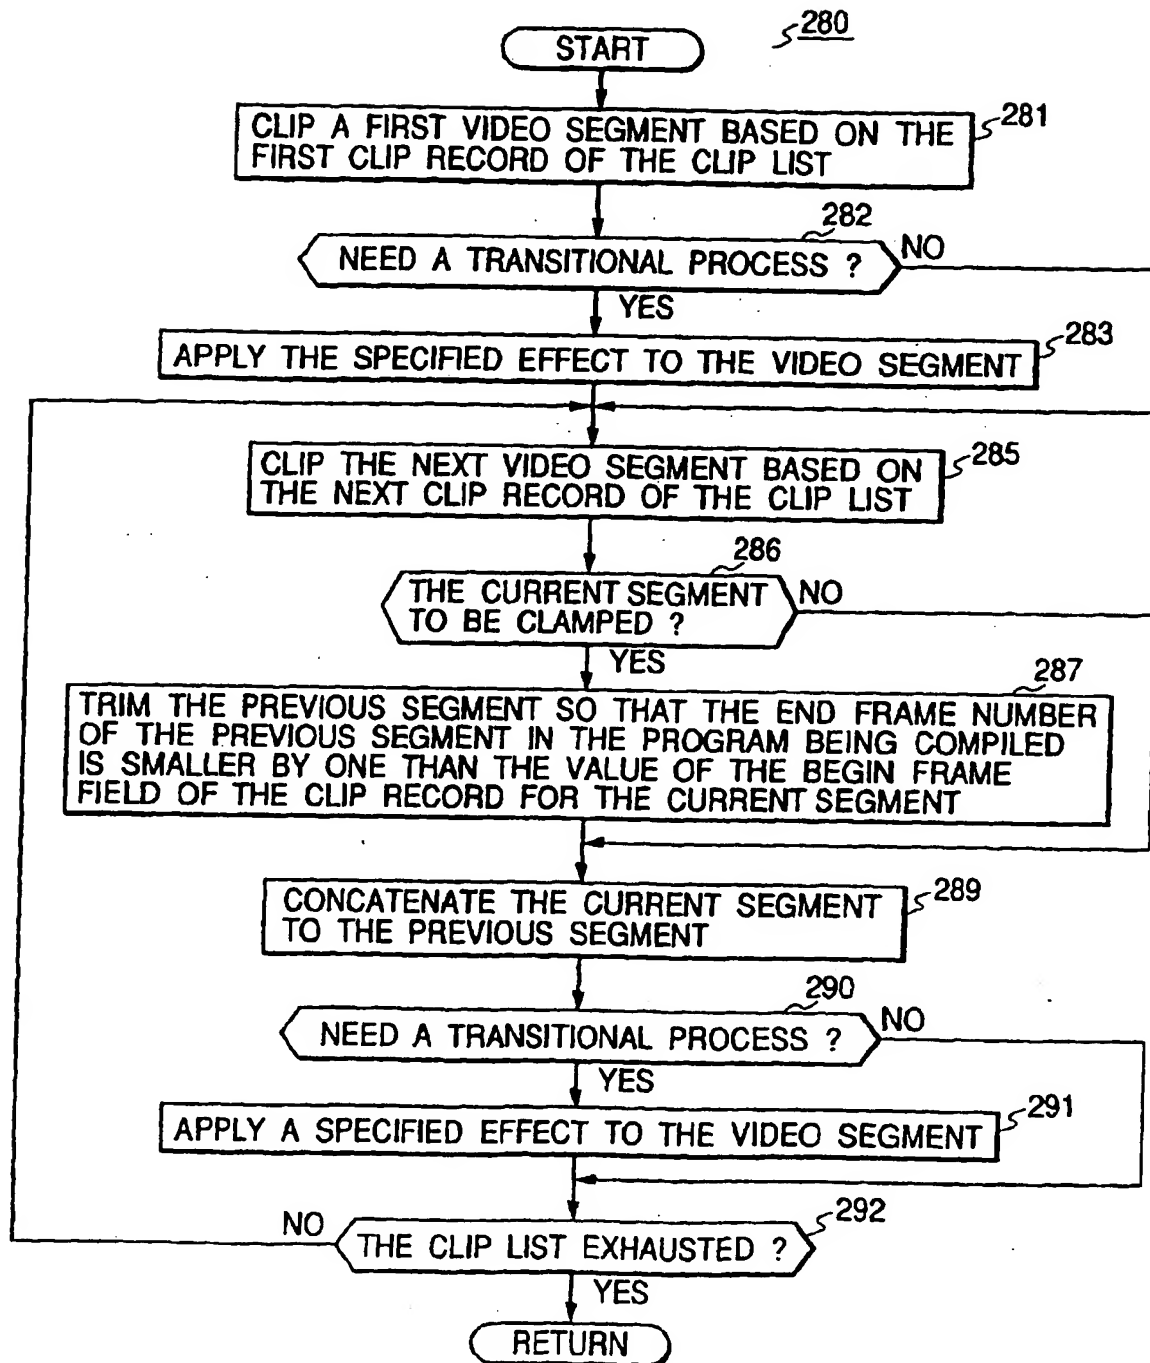 280
START
CLIP A FIRST VIDEO SEGMENT BASED ON THE
FIRST CLIP RECORD OF THE CLIP LIST
281
282
NEED A TRANSITIONAL PROCESS ?
NO
YES
283
APPLY THE SPECIFIED EFFECT TO THE VIDEO SEGMENT
CLIP THE NEXT VIDEO SEGMENT BASED ON
THE NEXT CLIP RECORD OF THE CLIP LIST
285
286
THE CURRENT SEGMENT
TO BE CLAMPED ?
NO
YES
287
TRIM THE PREVIOUS SEGMENT SO THAT THE END FRAME NUMBER
OF THE PREVIOUS SEGMENT IN THE PROGRAM BEING COMPILED
IS SMALLER BY ONE THAN THE VALUE OF THE BEGIN FRAME
FIELD OF THE CLIP RECORD FOR THE CURRENT SEGMENT
CONCATENATE THE CURRENT SEGMENT
TO THE PREVIOUS SEGMENT
289
290
NEED A TRANSITIONAL PROCESS ?
NO
YES
291
APPLY A SPECIFIED EFFECT TO THE VIDEO SEGMENT
292
NO
THE CLIP LIST EXHAUSTED ?
YES
RETURN